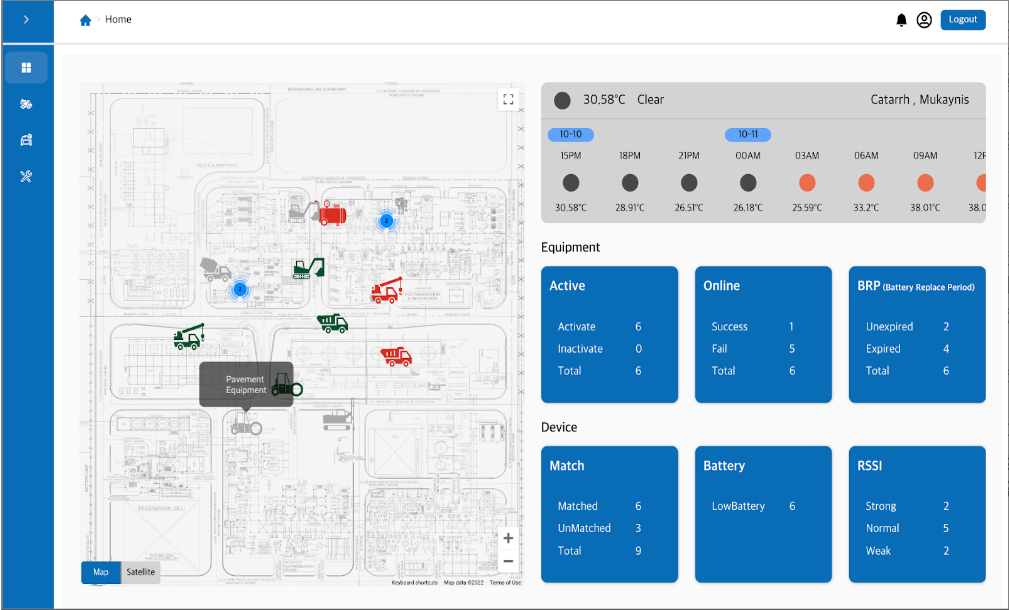 Home
Logout
30.58°C Clear
Catarrh , Mukaynis
10-10
10-11
15PM 18PM 21PM 00AM 03AM 06AM 09AM 12P
30.58°C 28.91°C 26.51°C 26.18°C 25.59°C 33.2°C 38.01°C 38.0
2
2
Pavement
Equipment
Map Satellite
+
−
Keyboard shortcuts Map data ©2022 Terms of Use
Equipment
Active
Activate 6
Inactivate 0
Total 6
Online
Success 1
Fail 5
Total 6
BRP (Battery Replace Period)
Unexpired 2
Expired 4
Total 6
Device
Match
Matched 6
UnMatched 3
Total 9
Battery
LowBattery 6
RSSI
Strong 2
Normal 5
Weak 2